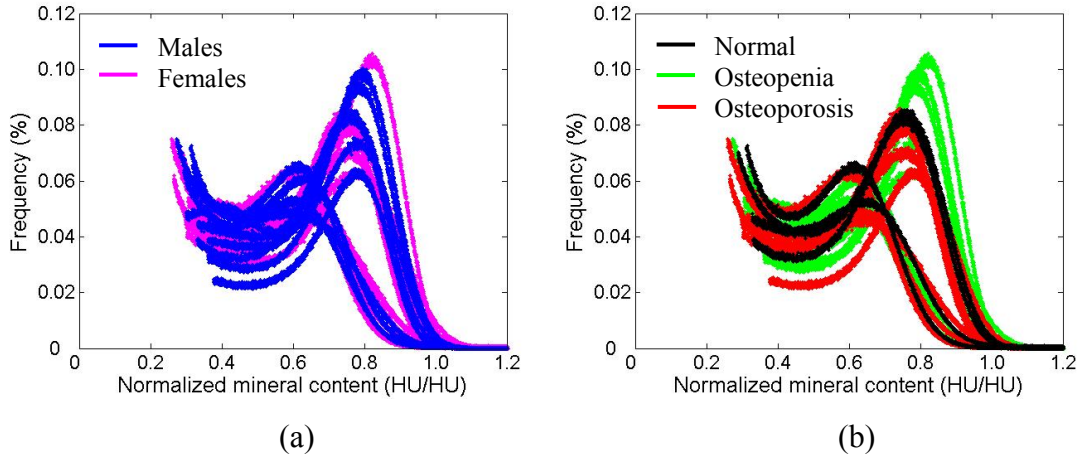 0.12
0.10
0.08
0.06
0.04
0.02
0
Frequency (%)
Males
Females
0 0.2 0.4 0.6 0.8 1.0 1.2
Normalized mineral content (HU/HU)
(a)
0.12
0.10
0.08
0.06
0.04
0.02
0
Frequency (%)
Normal
Osteopenia
Osteoporosis
0 0.2 0.4 0.6 0.8 1.0 1.2
Normalized mineral content (HU/HU)
(b)